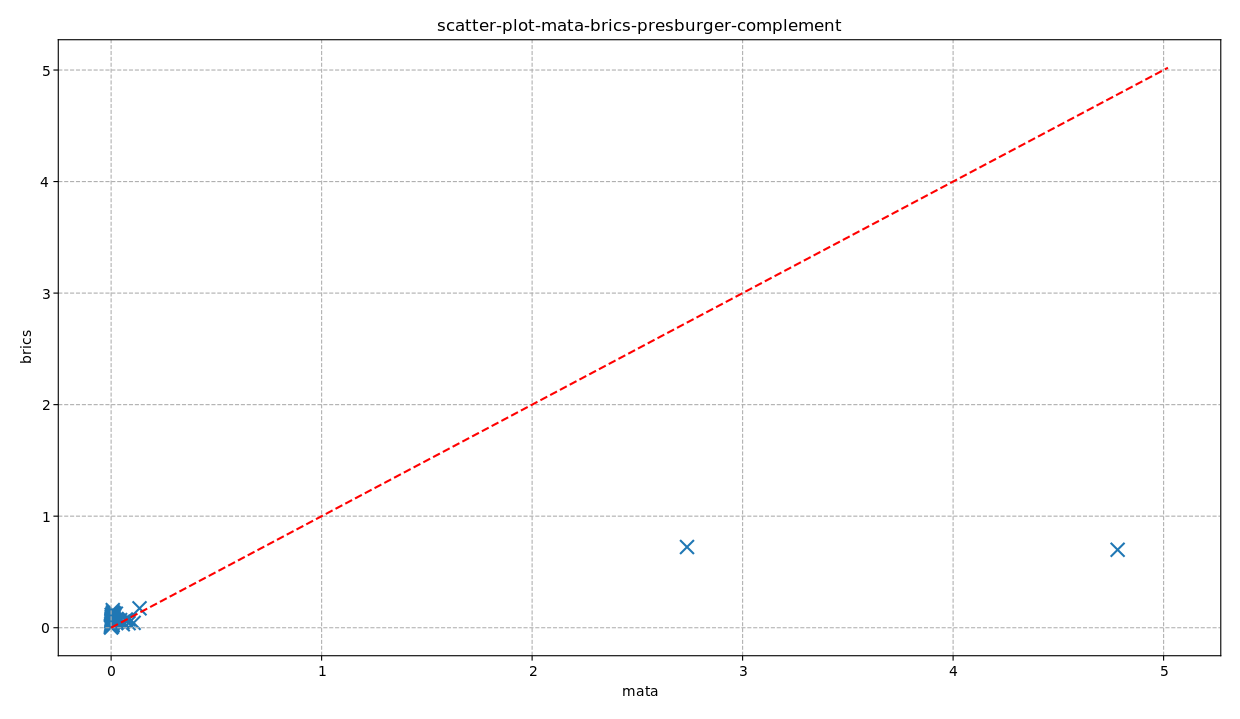 scatter-plot-mata-brics-presburger-complement
5
4
3
2
1
0
brics
0 1 2 3 4 5
mata